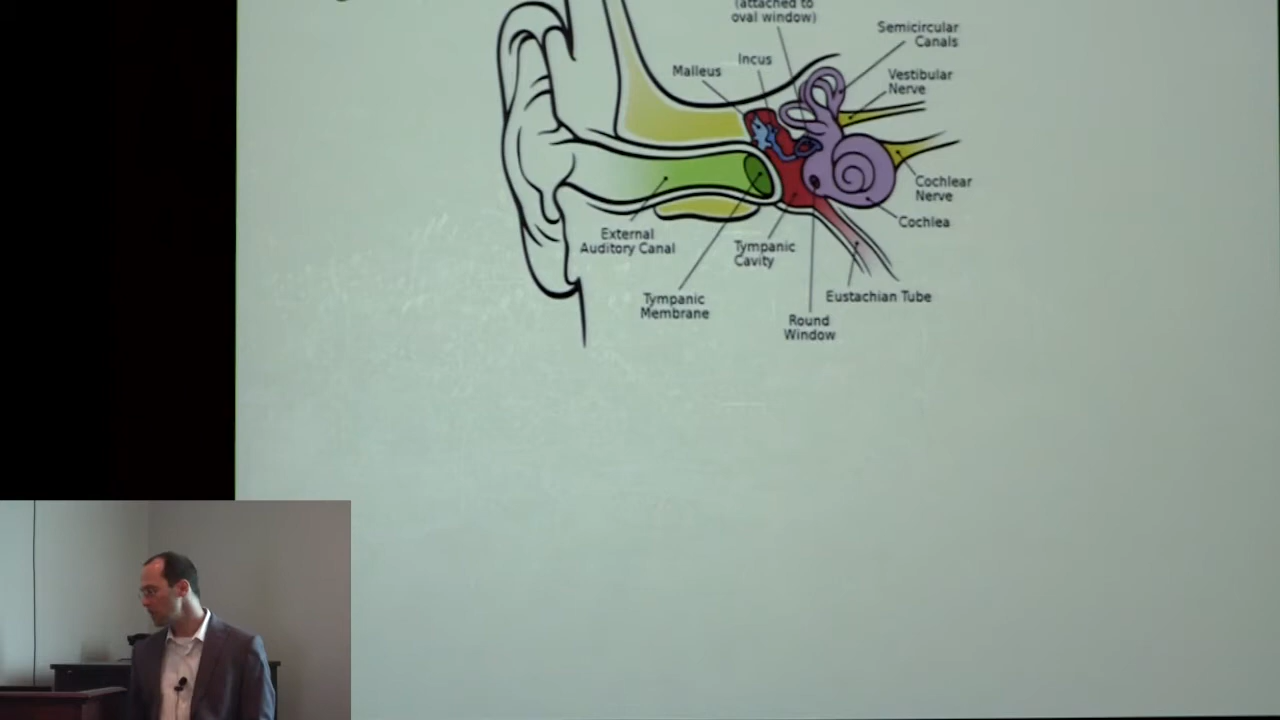 (attached to
oval window)
Semicircular
Canals
Incus
Malleus
Vestibular
Nerve
Cochlear
Nerve
Cochlea
External
Auditory Canal
Tympanic
Cavity
Tympanic
Membrane
Eustachian Tube
Round
Window